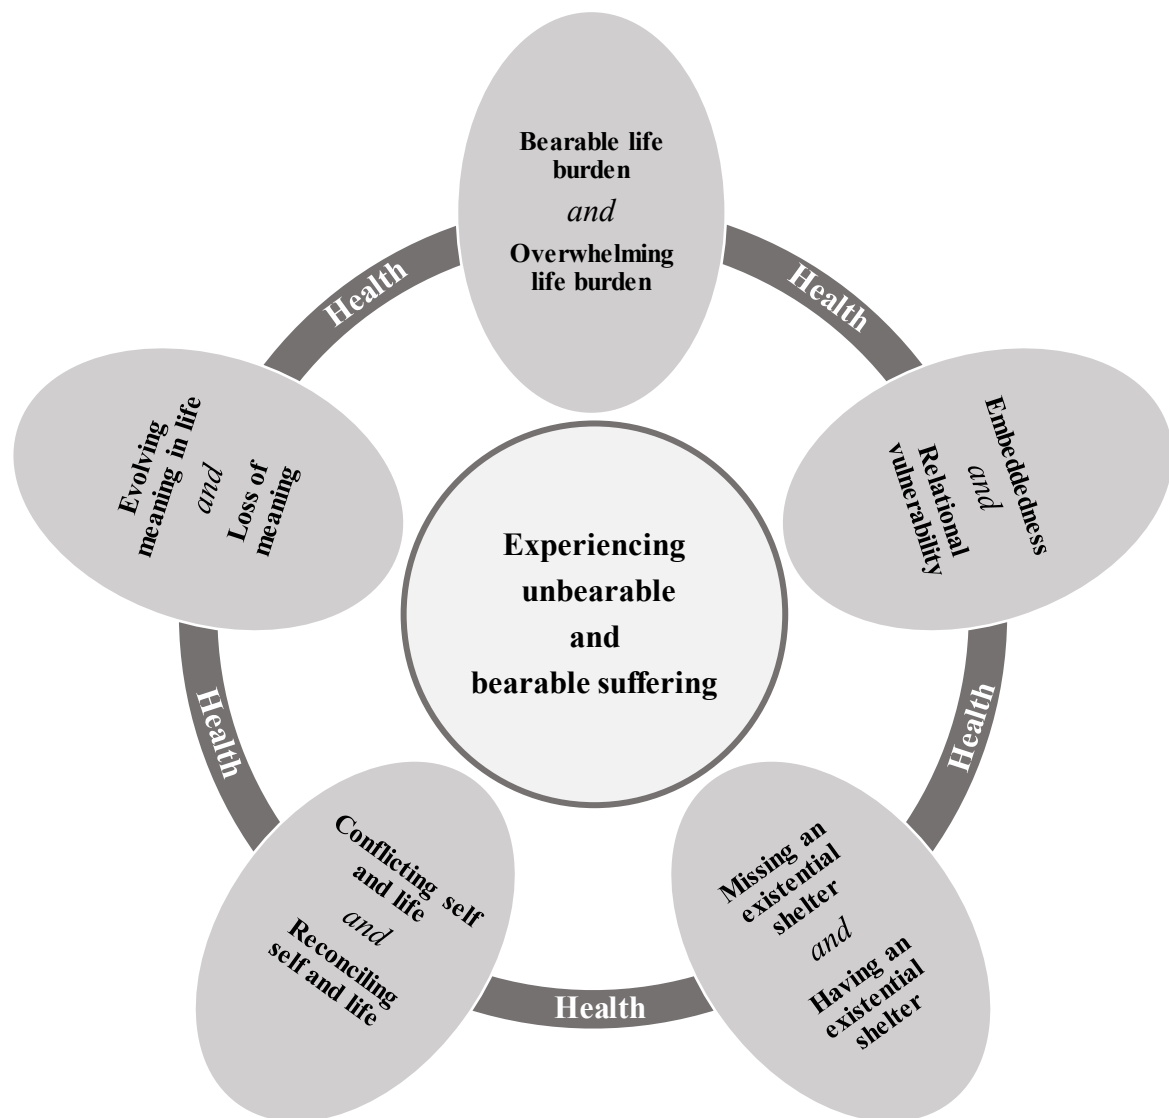 Bearable life
burden
and
Overwhelming
life burden
Health
Embeddedness
and
Relational
vulnerability
Health
Missing an
existential
shelter
and
Having an
existential
shelter
Health
Conflicting self
and life
and
Reconciling
self and life
Health
Evolving
meaning in life
and
Loss of
meaning
Health
Experiencing
unbearable
and
bearable suffering